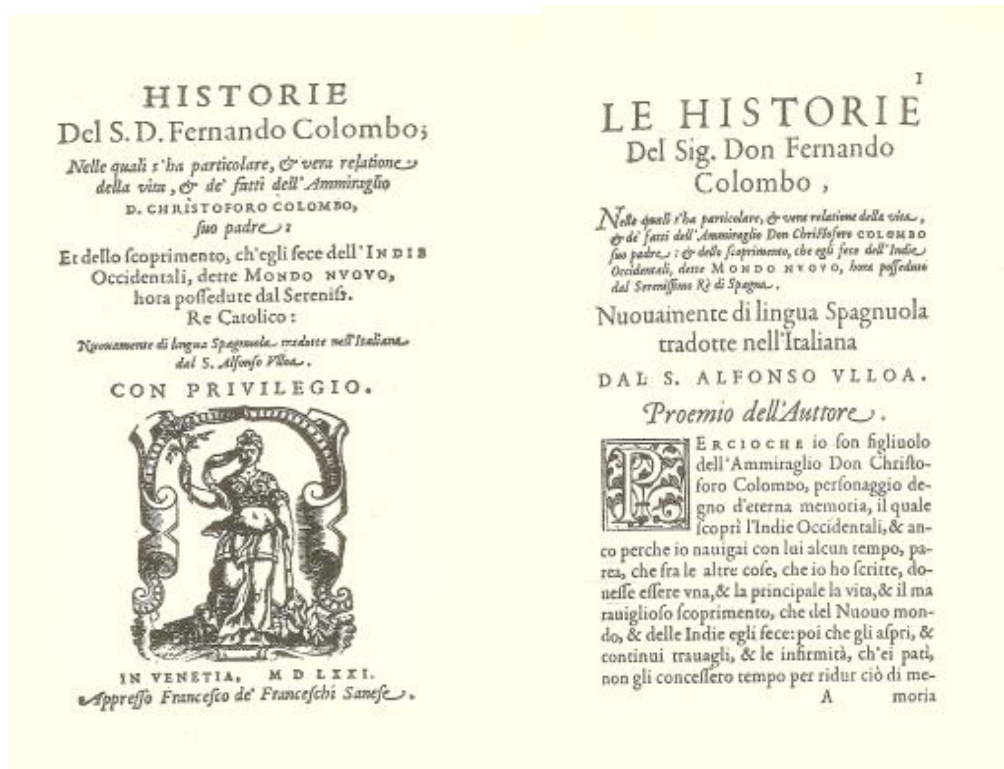 HISTORIE
Del S. D. Fernando Colombo;
Nelle quali s'ha particolare, & vera relatione
della vita, & de' fatti dell'Ammiraglio
D. CHRISTOFORO COLOMBO,
suo padre:
Et dello ſcoprimento, ch'egli fece dell'INDIE
Occidentali, dette MONDO NVOVO,
hora poſſedute dal Sereniſs.
Re Catolico:
Nuouamente di lingua Spagnuola tradotte nell'Italiana
dal S. Alfonſo Vlloa.
CON PRIVILEGIO.
IN VENETIA, M D LXXI.
Appreſſo Franceſco de' Franceſchi Saneſe.
1
LE HISTORIE
Del Sig. Don Fernando
Colombo,
Nelle quali s'ha particolare, & vera relatione della vita,
& de' fatti dell'Ammiraglio Don Chriſtoforo COLOMBO
ſuo padre: & dello ſcoprimento, che egli fece dell'Indie
Occidentali, dette MONDO NVOVO, hora poſſedute
dal Sereniſſimo Rè di Spagna.
Nuouamente di lingua Spagnuola
tradotte nell'Italiana
DAL S. ALFONSO VLLOA.
Proemio dell'Auttore.
PERCIOCHE io ſon figliuolo
dell'Ammiraglio Don Chriſto-
foro Colombo, perſonaggio de-
gno d'eterna memoria, il quale
ſcoprì l'Indie Occidentali, & an-
co perche io nauigai con lui alcun tempo, pa-
rea, che fra le altre coſe, che io ho ſcritte, do-
ueſſe eſſere vna, & la principale la vita, & il ma
rauiglioſo ſcoprimento, che del Nuouo mon-
do, & delle Indie egli fece: poi che gli aſpri, &
continui trauagli, & le infirmità, ch'ei patì,
non gli conceſſero tempo per ridur ciò di me-
A moria